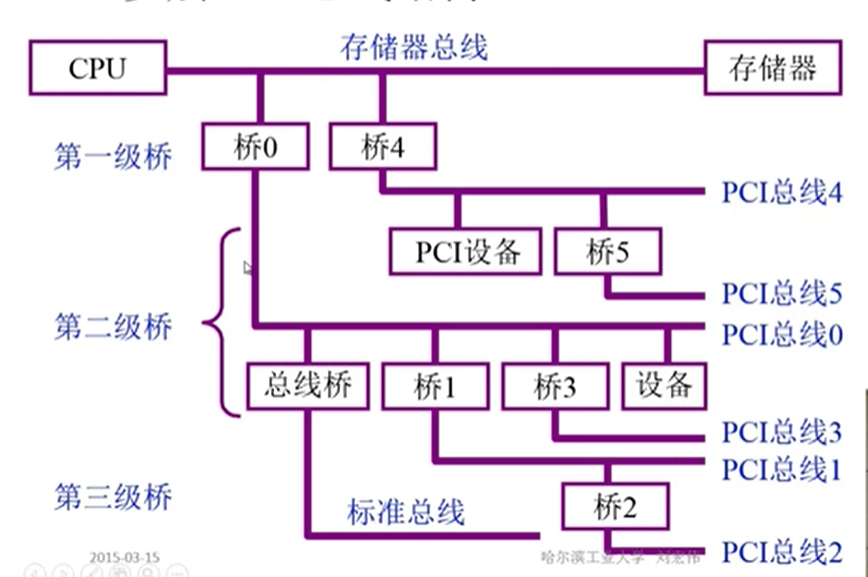 存储器总线
CPU
存储器
第一级桥
桥0
桥4
PCI总线4
PCI设备
桥5
PCI总线5
第二级桥
PCI总线0
总线桥
桥1
桥3
设备
PCI总线3
PCI总线1
第三级桥
标准总线
桥2
PCI总线2
2015-03-15
哈尔滨工业大学 刘宏伟